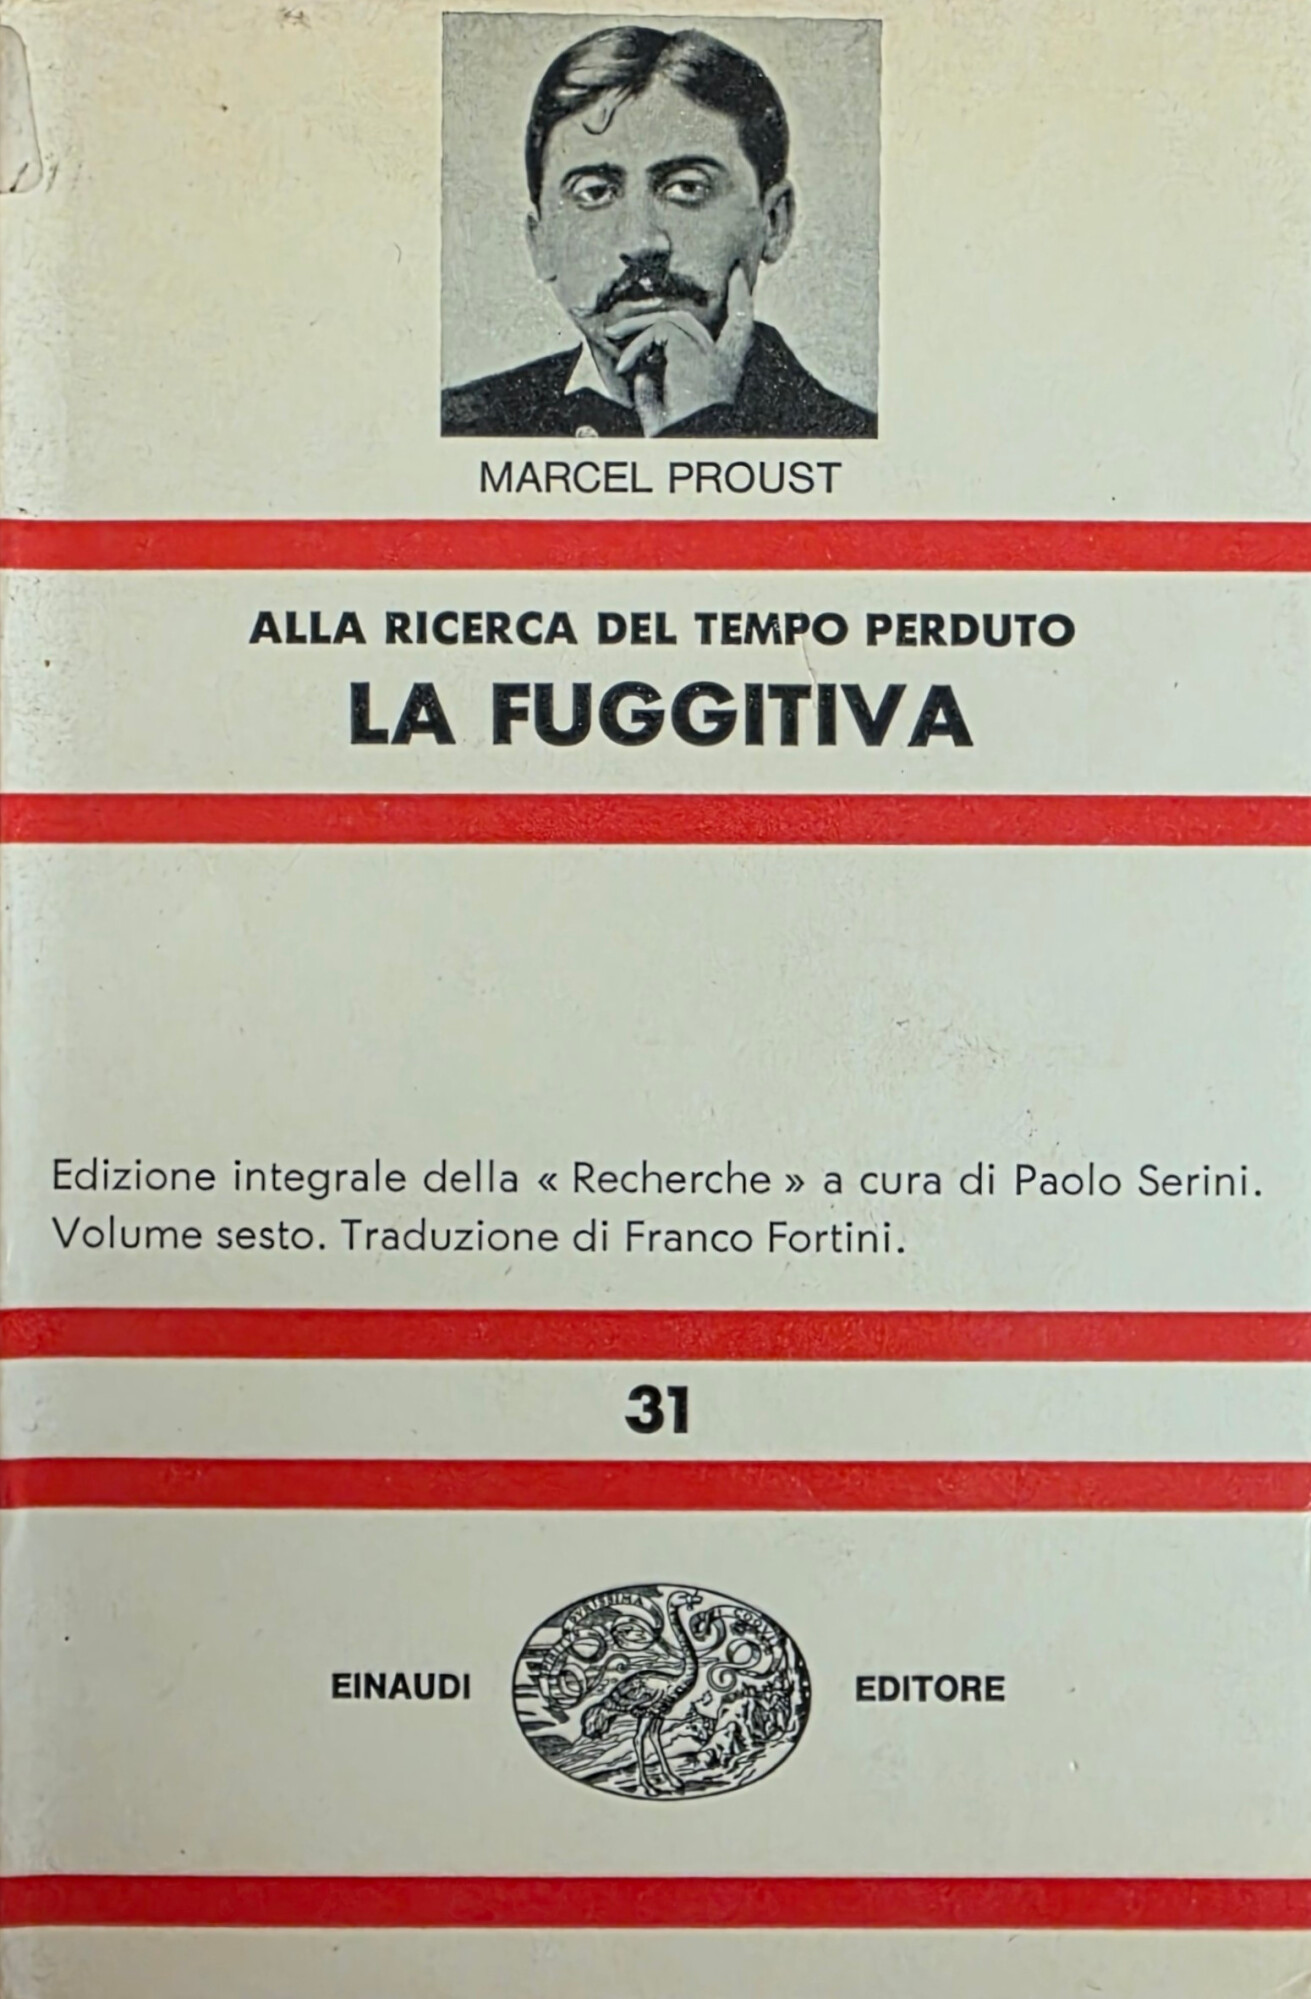 MARCEL PROUST
ALLA RICERCA DEL TEMPO PERDUTO
LA FUGGITIVA
Edizione integrale della « Recherche » a cura di Paolo Serini.
Volume sesto. Traduzione di Franco Fortini.
31
EINAUDI EDITORE